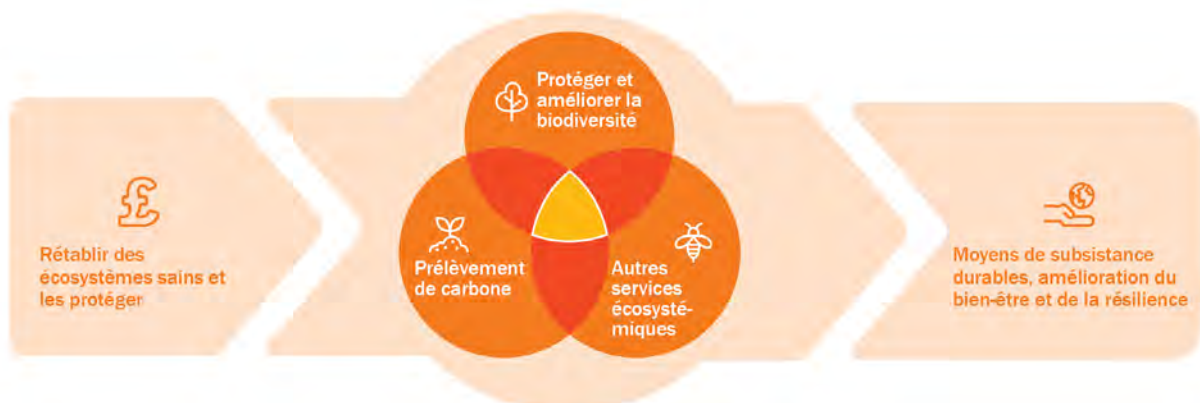 Rétablir des
écosystèmes sains et
les protéger
Protéger et
améliorer la
biodiversité
Prélèvement
de carbone
Autres
services
écosysté-
miques
Moyens de subsistance
durables, amélioration du
bien-être et de la résilience